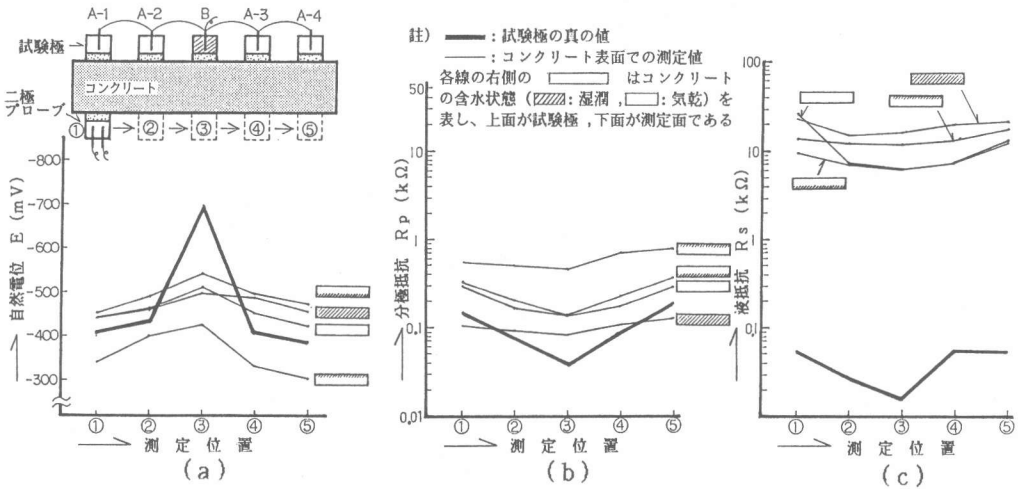 A-1 A-2 B A-3 A-4
試験極
コンクリート
二極
プローブ
① ② ③ ④ ⑤
註) ━━: 試験極の真の値
──: コンクリート表面での測定値
各線の右側の はコンクリート
の含水状態 (: 湿潤 , : 気乾) を
表し、上面が試験極 , 下面が測定面である
自然電位 E (mV)
-800
-700
-600
-500
-400
-300
① ② ③ ④ ⑤
測定位置
(a)
分極抵抗 Rp (kΩ)
50
10
1
0,1
0,01
① ② ③ ④ ⑤
測定位置
(b)
液抵抗 Rs (kΩ)
100
50
10
1
0,1
① ② ③ ④ ⑤
測定位置
(c)